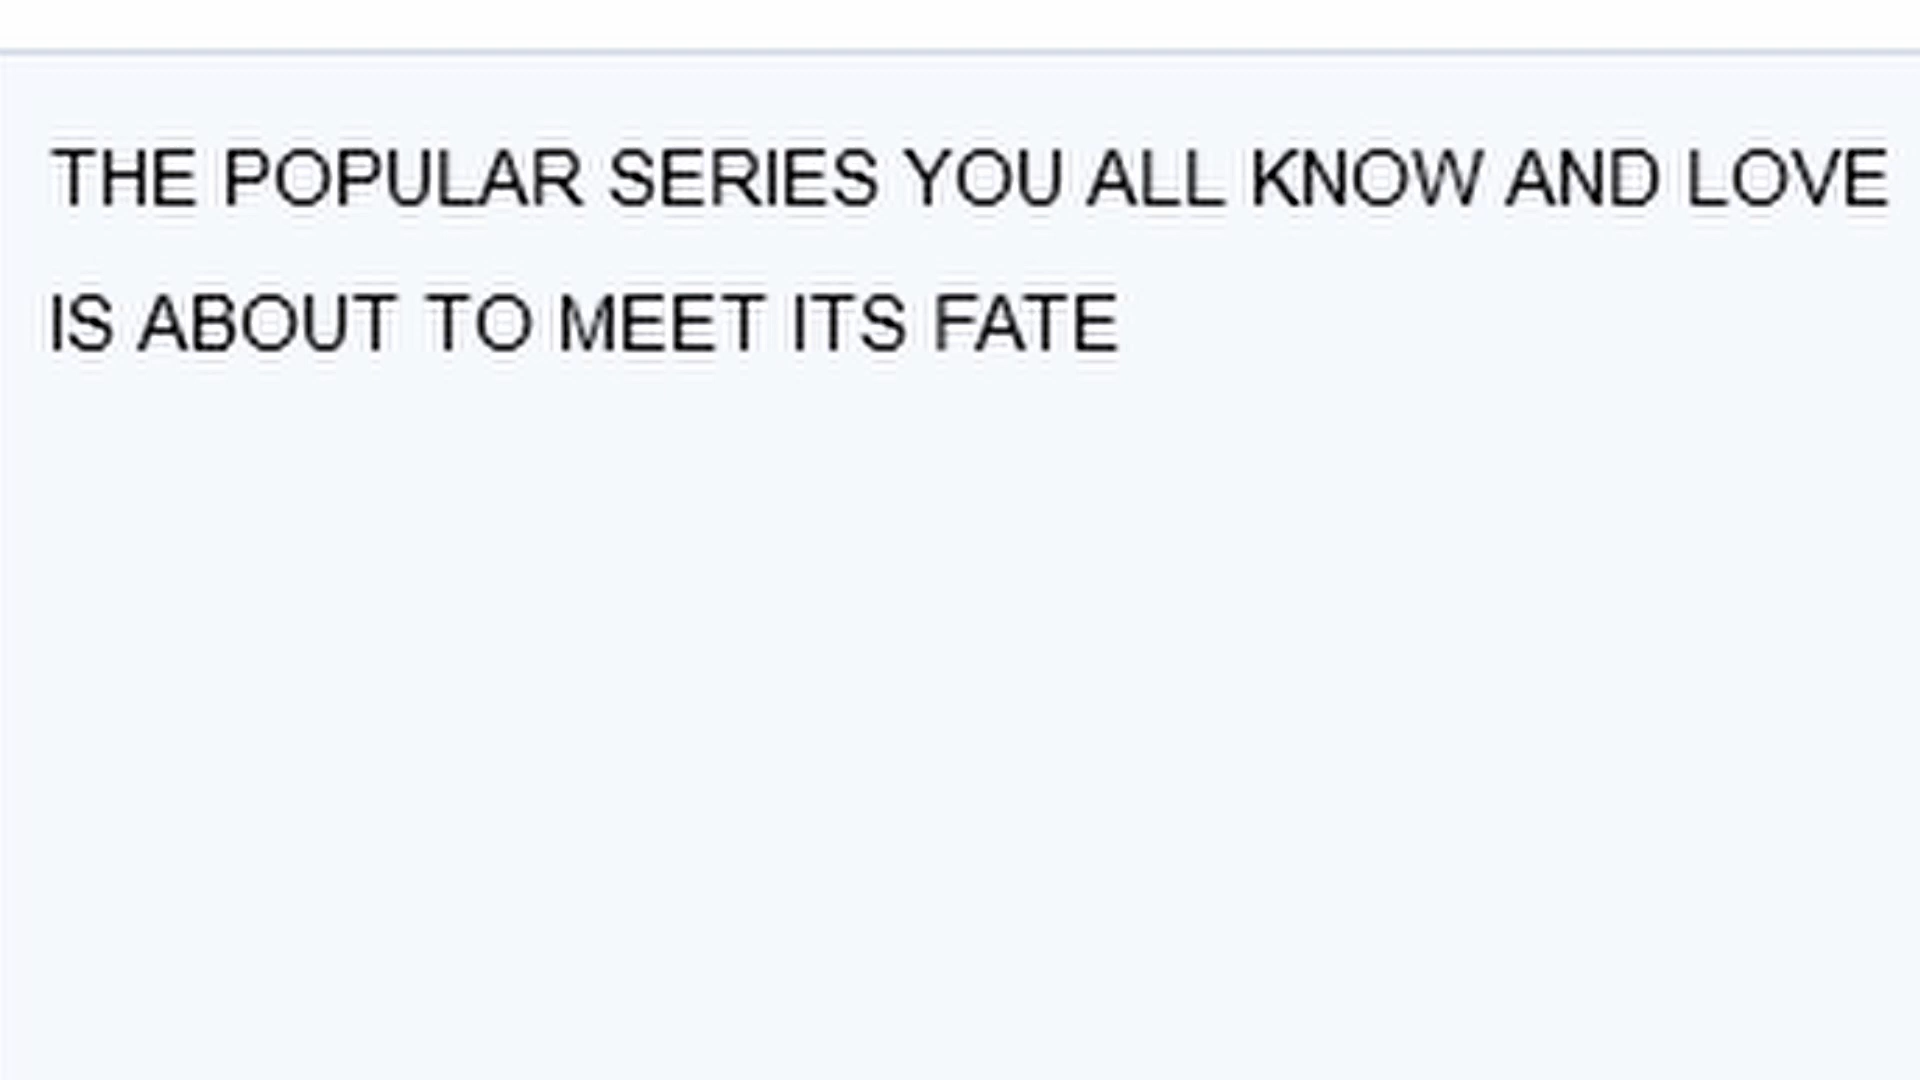 THE POPULAR SERIES YOU ALL KNOW AND LOVE
IS ABOUT TO MEET ITS FATE